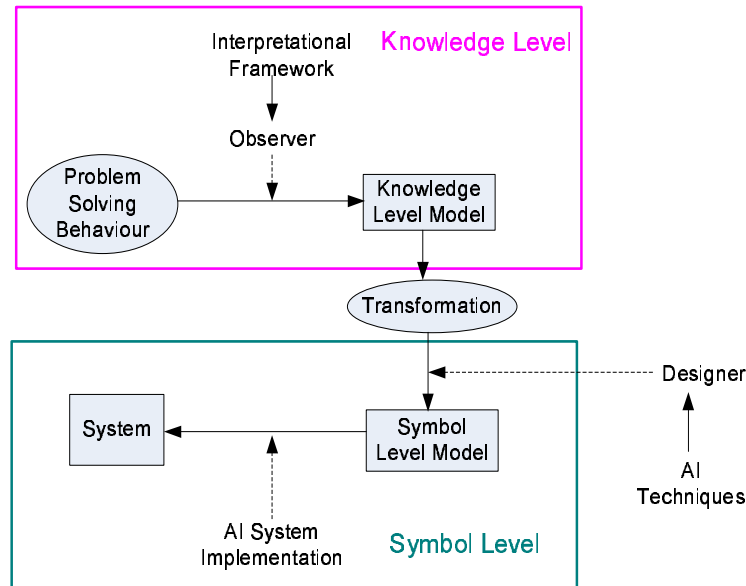 Interpretational
Framework
Knowledge Level
Observer
Problem
Solving
Behaviour
Knowledge
Level Model
Transformation
Designer
System
Symbol
Level Model
AI
Techniques
AI System
Implementation
Symbol Level